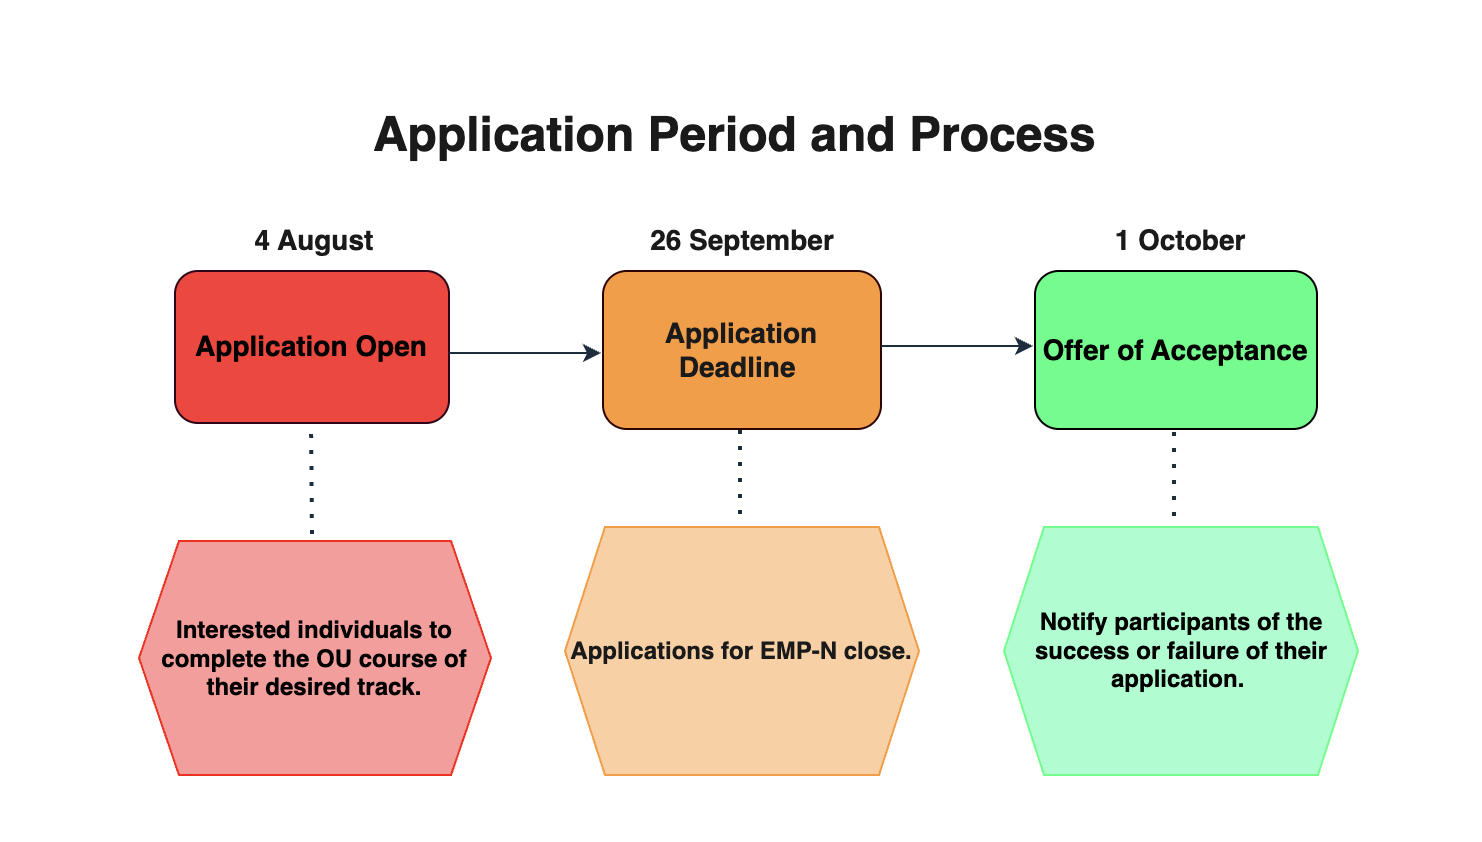 Application Period and Process
4 August
26 September
1 October
Application Open
Application
Deadline
Offer of Acceptance
Interested individuals to
complete the OU course of
their desired track.
Applications for EMP-N close.
Notify participants of the
success or failure of their
application.